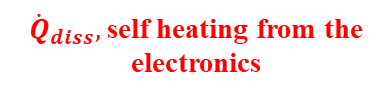 Q̇diss, self heating from the
electronics